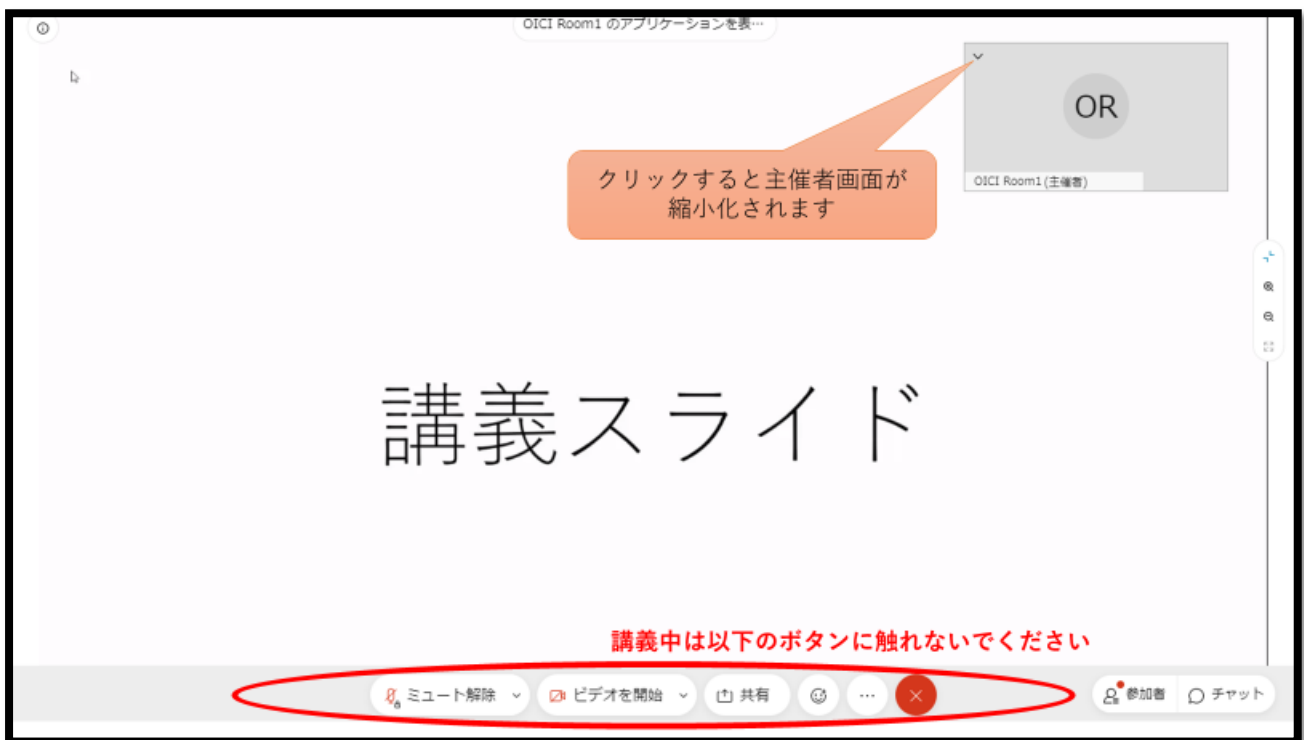 OICI Room1 のアプリケーションを表…
OR
OICI Room1 (主催者)
クリックすると主催者画面が
縮小化されます
講義スライド
講義中は以下のボタンに触れないでください
ミュート解除
ビデオを開始
共有
参加者
チャット